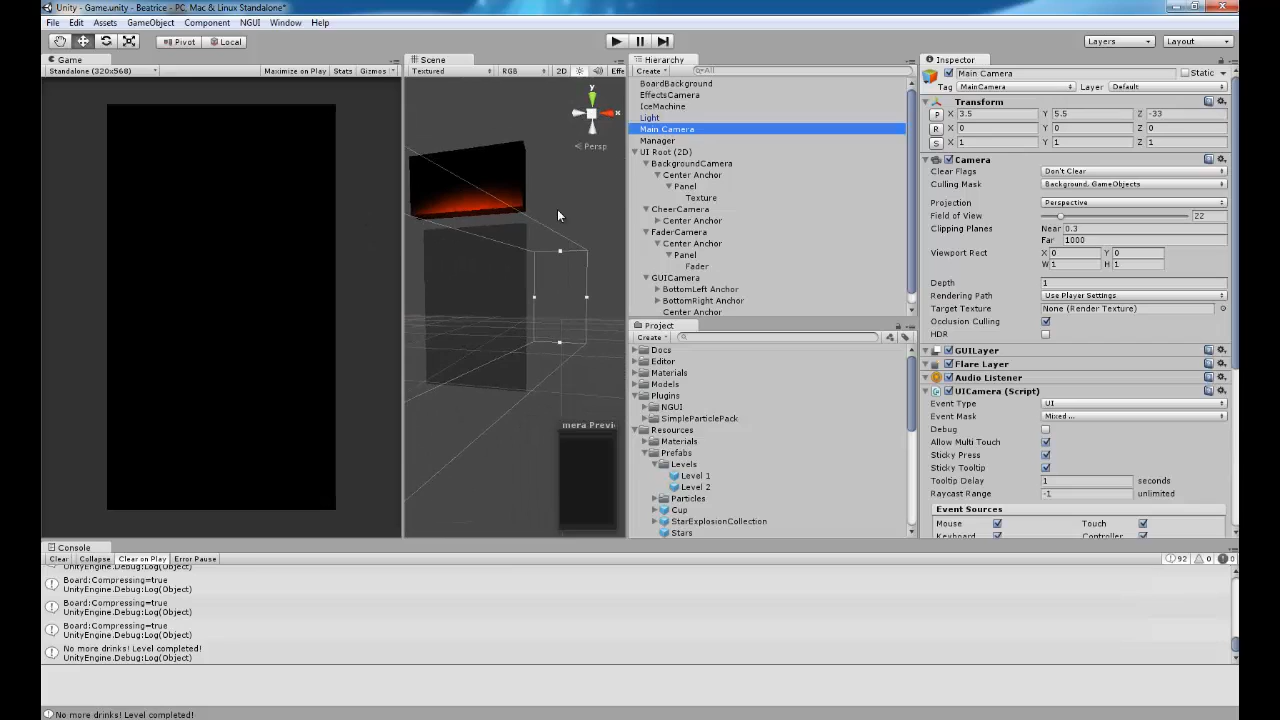 Unity - Game.unity - Beatrice - PC, Mac & Linux Standalone*
File Edit Assets GameObject Component NGUI Window Help
Pivot Local Layers Layout
Game
Standalone (320x568) Maximize on Play Stats Gizmos
Scene
Textured RGB 2D Effe
y
x
Persp
mera Previ
Hierarchy
Create All
BoardBackground
EffectsCamera
IceMachine
Light
Main Camera
Manager
UI Root (2D)
BackgroundCamera
Center Anchor
Panel
Texture
CheerCamera
Center Anchor
FaderCamera
Center Anchor
Panel
Fader
GUICamera
BottomLeft Anchor
BottomRight Anchor
Center Anchor
Project
Create
Docs
Editor
Materials
Models
Plugins
NGUI
SimpleParticlePack
Resources
Materials
Prefabs
Levels
Level 1
Level 2
Particles
Cup
StarExplosionCollection
Stars
Inspector
Main Camera Static
Tag MainCamera Layer Default
Transform
P X 3.5 Y 5.5 Z -33
R X 0 Y 0 Z 0
S X 1 Y 1 Z 1
Camera
Clear Flags Don't Clear
Culling Mask Background, GameObjects
Projection Perspective
Field of View 22
Clipping Planes Near 0.3
Far 1000
Viewport Rect X 0 Y 0
W 1 H 1
Depth 1
Rendering Path Use Player Settings
Target Texture None (Render Texture)
Occlusion Culling
HDR
GUILayer
Flare Layer
Audio Listener
UICamera (Script)
Event Type UI
Event Mask Mixed ...
Debug
Allow Multi Touch
Sticky Press
Sticky Tooltip
Tooltip Delay 1 seconds
Raycast Range -1 unlimited
Event Sources
Mouse Touch
Keyboard Controller
Console
Clear Collapse Clear on Play Error Pause 92 0 0
UnityEngine.Debug:Log(Object)
Board:Compressing=true
UnityEngine.Debug:Log(Object)
Board:Compressing=true
UnityEngine.Debug:Log(Object)
Board:Compressing=true
UnityEngine.Debug:Log(Object)
No more drinks! Level completed!
UnityEngine.Debug:Log(Object)
No more drinks! Level completed!